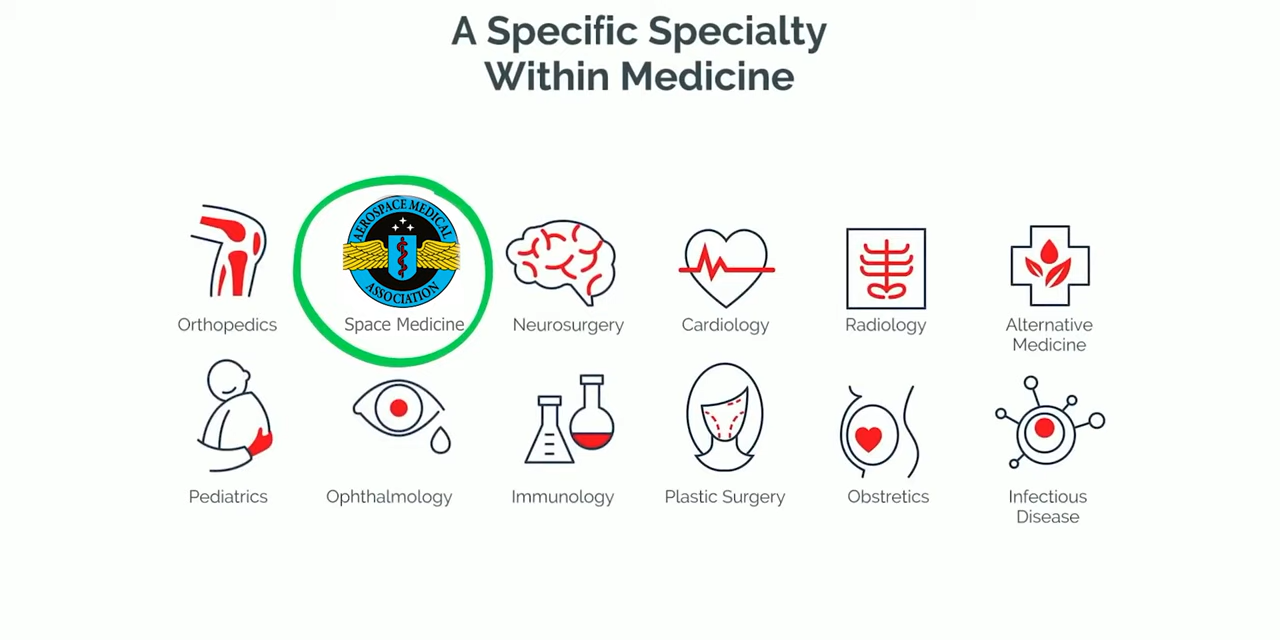 A Specific Specialty
Within Medicine
AEROSPACE MEDICAL
ASSOCIATION
Orthopedics
Space Medicine
Neurosurgery
Cardiology
Radiology
Alternative
Medicine
Pediatrics
Ophthalmology
Immunology
Plastic Surgery
Obstretics
Infectious
Disease